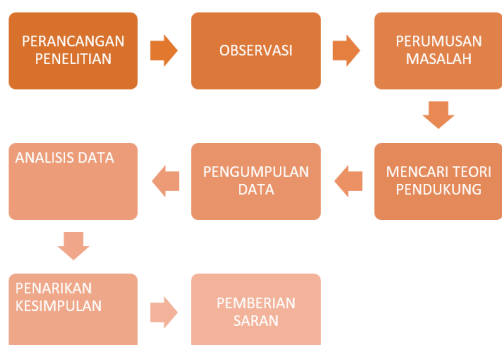 PERANCANGAN
PENELITIAN
OBSERVASI
PERUMUSAN
MASALAH
MENCARI TEORI
PENDUKUNG
PENGUMPULAN
DATA
ANALISIS DATA
PENARIKAN
KESIMPULAN
PEMBERIAN
SARAN